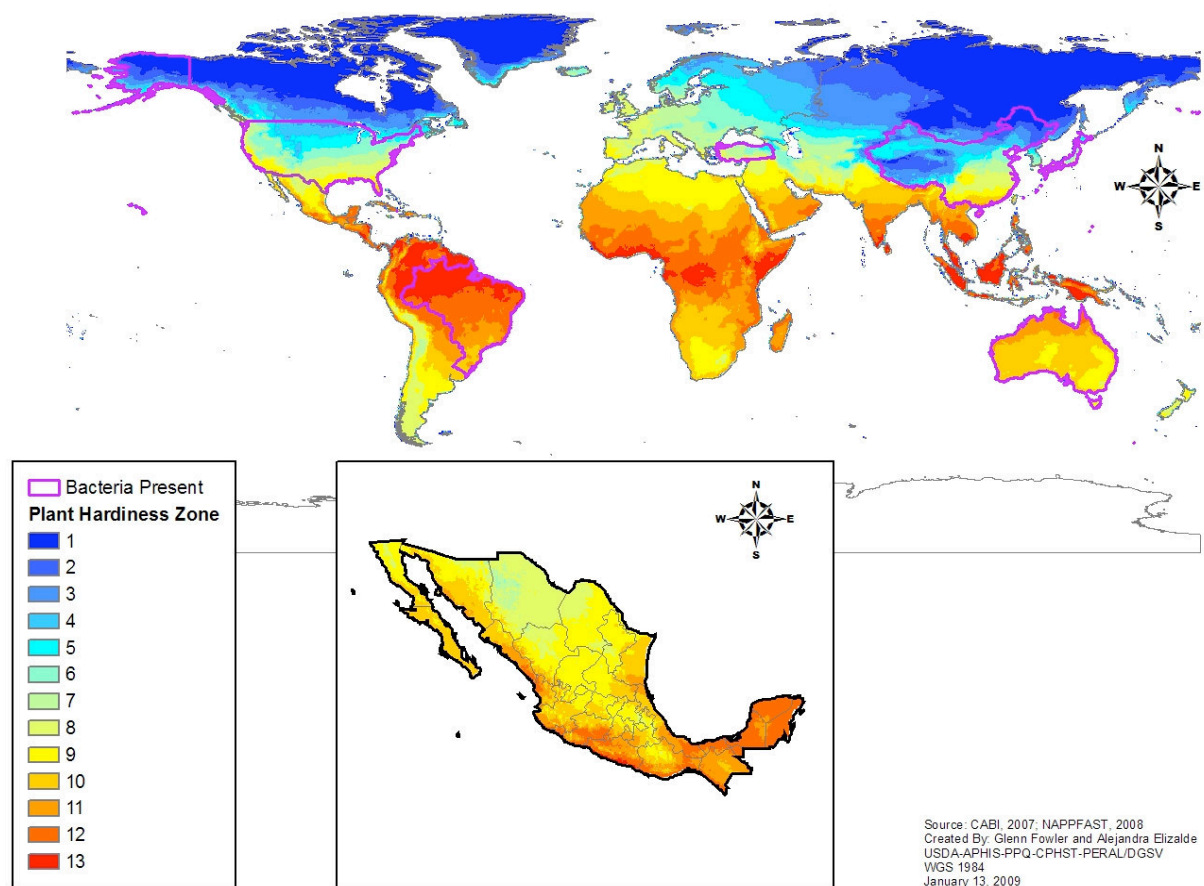 N
W
E
S
Bacteria Present
Plant Hardiness Zone
1
2
3
4
5
6
7
8
9
10
11
12
13
N
W
E
S
Source: CABI, 2007; NAPPFAST, 2008
Created By: Glenn Fowler and Alejandra Elizalde
USDA-APHIS-PPQ-CPHST-PERAL/DGSV
WGS 1984
January 13, 2009